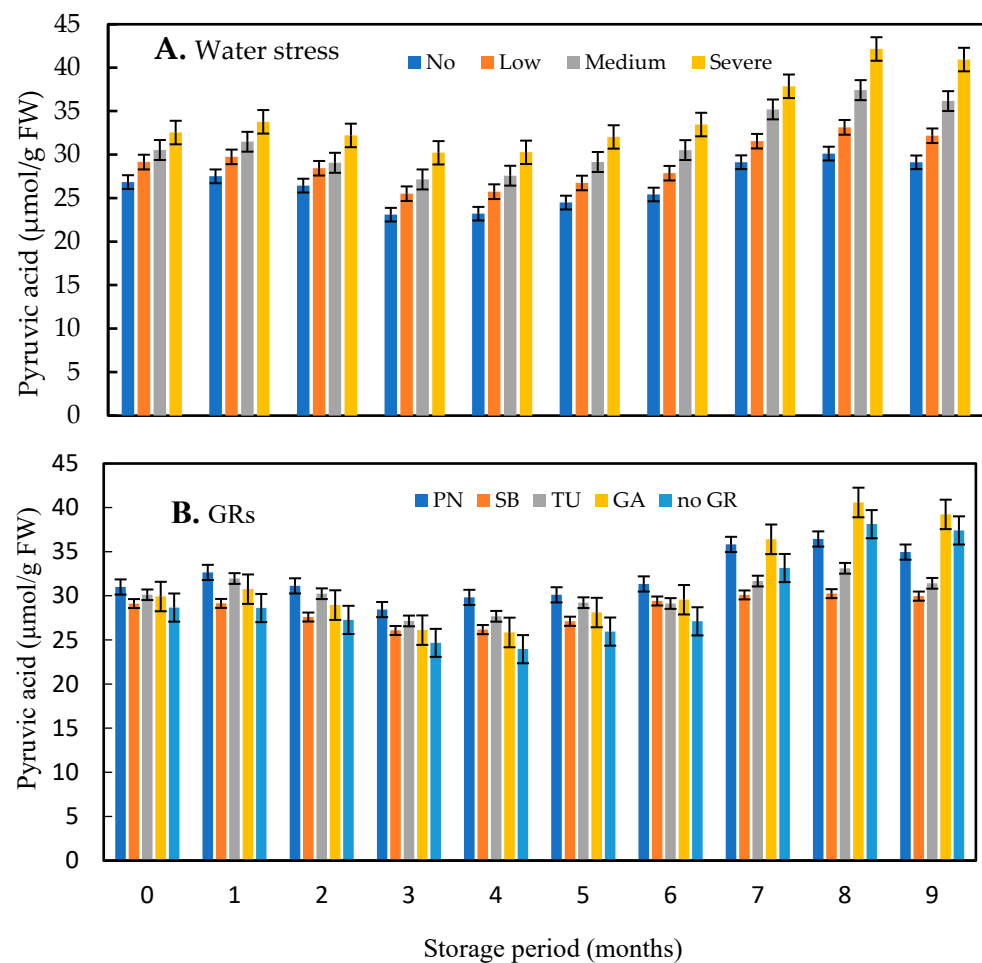 45
40
35
30
25
20
15
10
5
0
Pyruvic acid (µmol/g FW)
A. Water stress
No Low Medium Severe
45
40
35
30
25
20
15
10
5
0
Pyruvic acid (µmol/g FW)
PN SB TU GA no GR
B. GRs
0 1 2 3 4 5 6 7 8 9
Storage period (months)